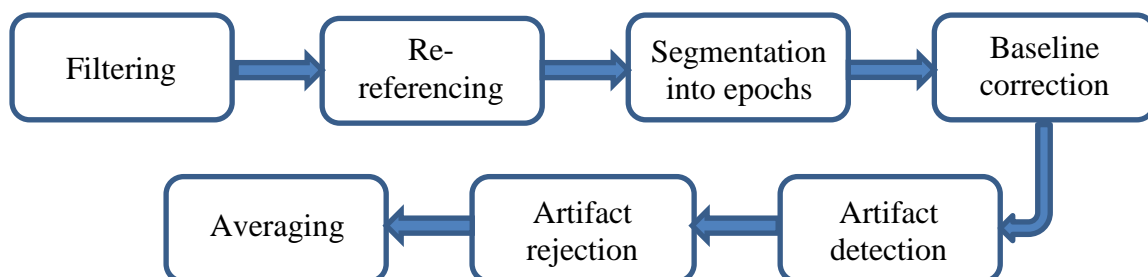 Filtering
Re-
referencing
Segmentation
into epochs
Baseline
correction
Averaging
Artifact
rejection
Artifact
detection